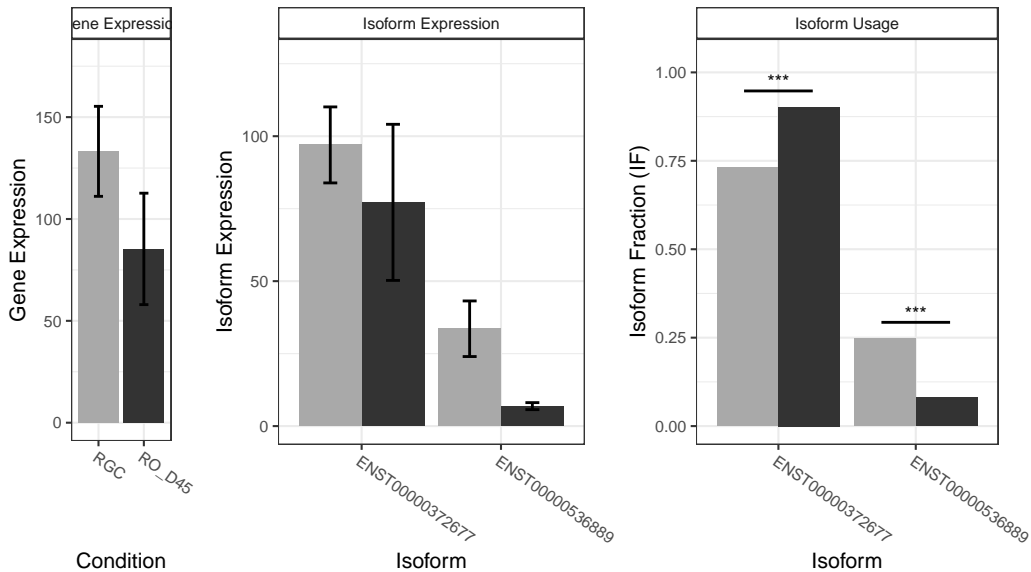 ene Expressio
Gene Expression
150
100
50
0
RGC
RO_D45
Condition
Isoform Expression
Isoform Expression
100
50
0
ENST00000372677
ENST00000536889
Isoform
Isoform Usage
Isoform Fraction (IF)
1.00
0.75
0.50
0.25
0.00
***
***
ENST00000372677
ENST00000536889
Isoform